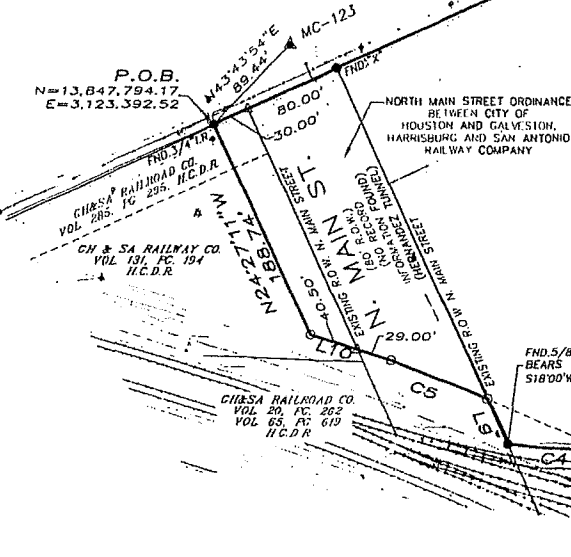 MC-123
N43°43'54"E
89.44'
P.O.B.
N=13,847,794.17
E=3,123,392.52
FND."X"
80.00'
30.00'
FND.3/4"I.R.
NORTH MAIN STREET ORDINANCE
BETWEEN CITY OF
HOUSTON AND GALVESTON,
HARRISBURG AND SAN ANTONIO
RAILWAY COMPANY
GH&SA RAILROAD CO.
VOL 285, PG 295, H.C.D.R.
GH & SA RAILWAY CO.
VOL 131, PG. 194
H.C.D.R.
N24°27'11"W
188.74'
EXISTING R.O.W. N. MAIN STREET
N. MAIN ST.
(80' R.O.W.)
(NO RECORD
INFORMATION FOUND)
(HERNANDEZ TUNNEL)
EXISTING R.O.W N. MAIN STREET
40.50'
29.00'
L10
C5
L9
C4
FND.5/8
BEARS
S18°00'W
GH&SA RAILROAD CO.
VOL 20, PG. 262
VOL 65, PG 619
H.C.D.R